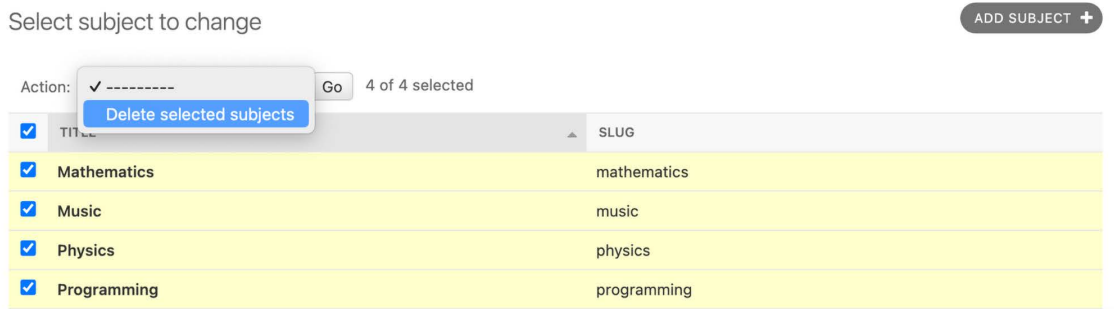 Select subject to change
ADD SUBJECT +
Action: ✓ ---------
Go 4 of 4 selected
Delete selected subjects
TITLE SLUG
Mathematics mathematics
Music music
Physics physics
Programming programming